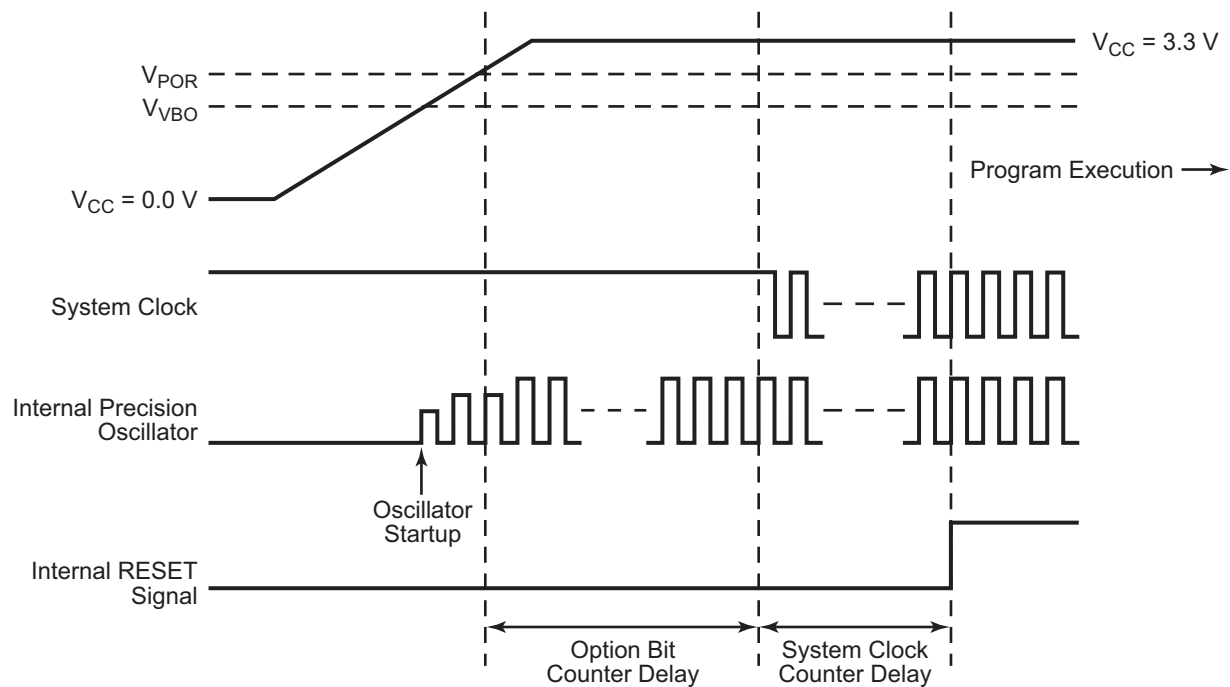 V_CC = 3.3 V
V_POR
V_VBO
Program Execution
V_CC = 0.0 V
System Clock
Internal Precision
Oscillator
Oscillator
Startup
Internal RESET
Signal
Option Bit
Counter Delay
System Clock
Counter Delay